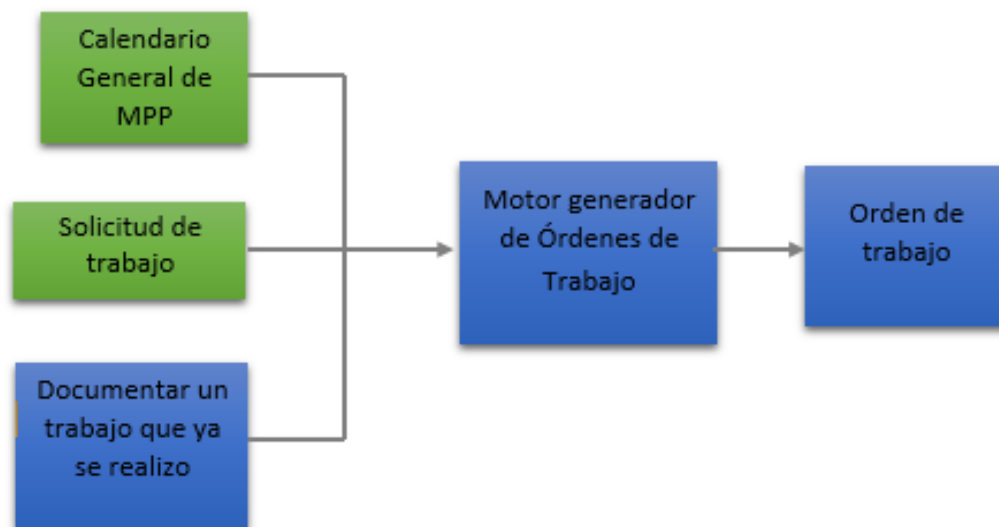 Calendario
General de
MPP
Solicitud de
trabajo
Documentar un
trabajo que ya
se realizo
Motor generador
de Órdenes de
Trabajo
Orden de
trabajo